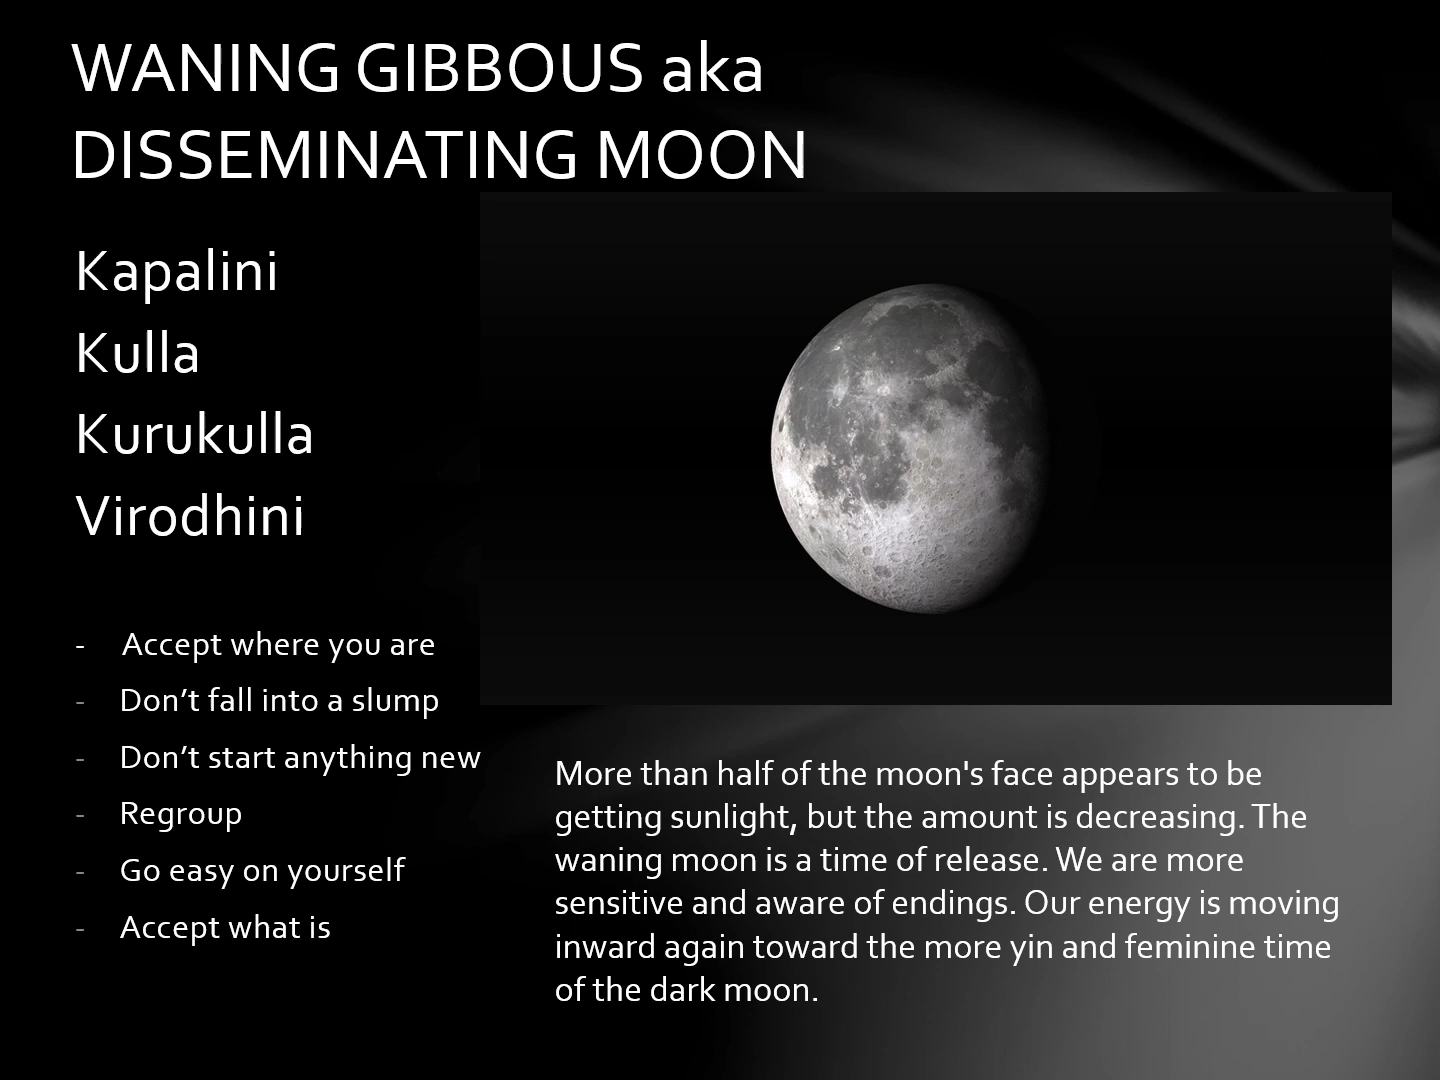 WANING GIBBOUS aka
DISSEMINATING MOON
Kapalini
Kulla
Kurukulla
Virodhini
- Accept where you are
- Don’t fall into a slump
- Don’t start anything new
- Regroup
- Go easy on yourself
- Accept what is
More than half of the moon's face appears to be
getting sunlight, but the amount is decreasing. The
waning moon is a time of release. We are more
sensitive and aware of endings. Our energy is moving
inward again toward the more yin and feminine time
of the dark moon.